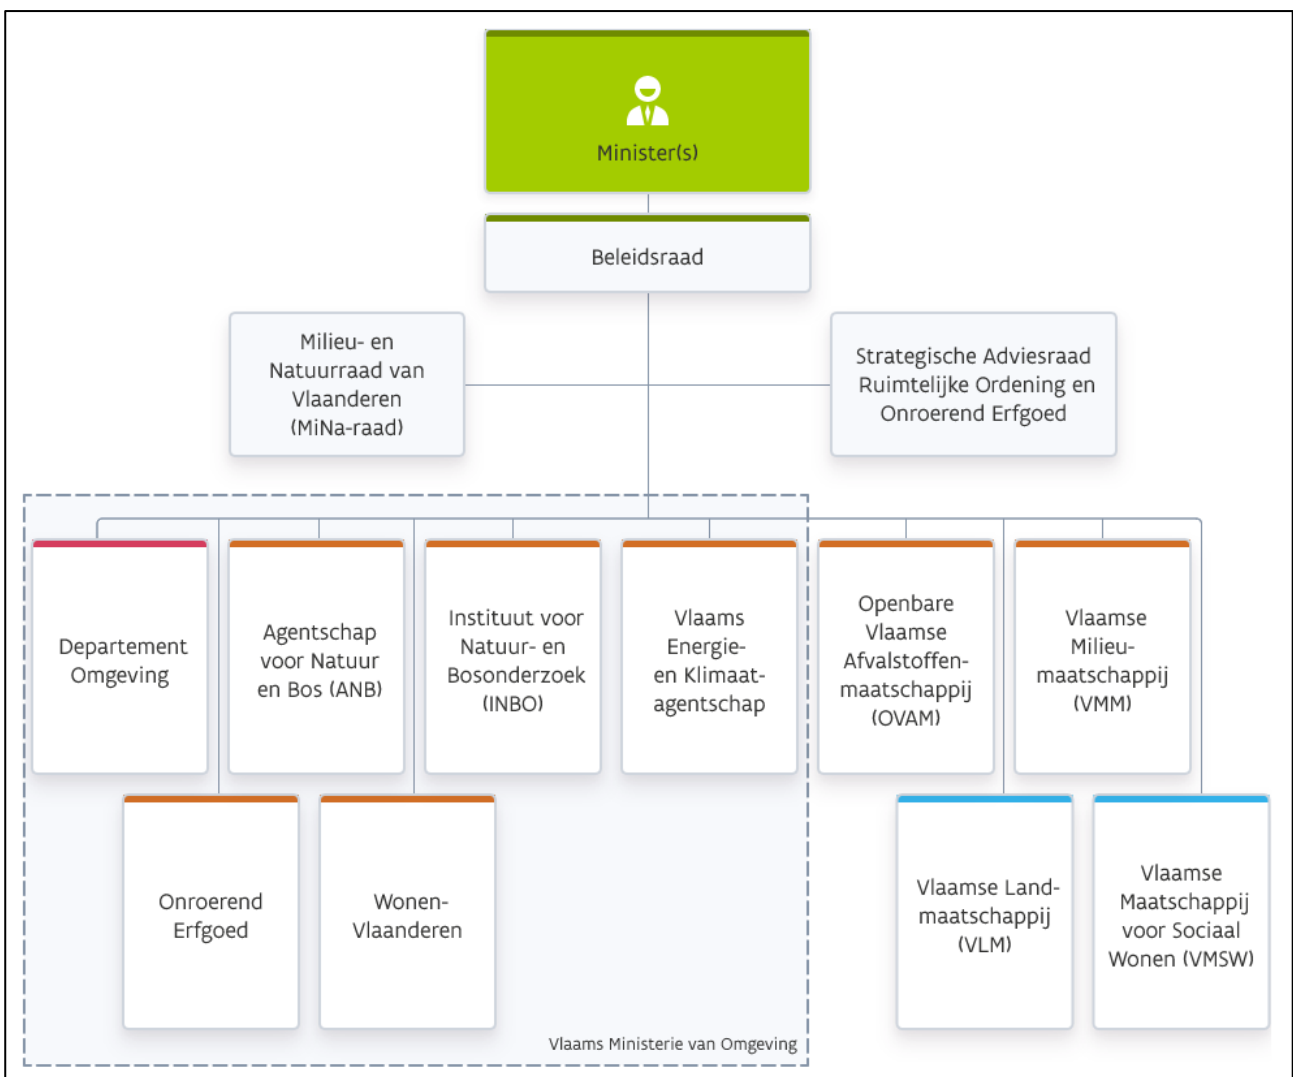 Minister(s)
Beleidsraad
Milieu- en
Natuurraad van
Vlaanderen
(MiNa-raad)
Strategische Adviesraad
Ruimtelijke Ordening en
Onroerend Erfgoed
Departement
Omgeving
Agentschap
voor Natuur
en Bos (ANB)
Instituut voor
Natuur- en
Bosonderzoek
(INBO)
Vlaams
Energie-
en Klimaat-
agentschap
Openbare
Vlaamse
Afvalstoffen-
maatschappij
(OVAM)
Vlaamse
Milieu-
maatschappij
(VMM)
Onroerend
Erfgoed
Wonen-
Vlaanderen
Vlaamse Land-
maatschappij
(VLM)
Vlaamse
Maatschappij
voor Sociaal
Wonen (VMSW)
Vlaams Ministerie van Omgeving